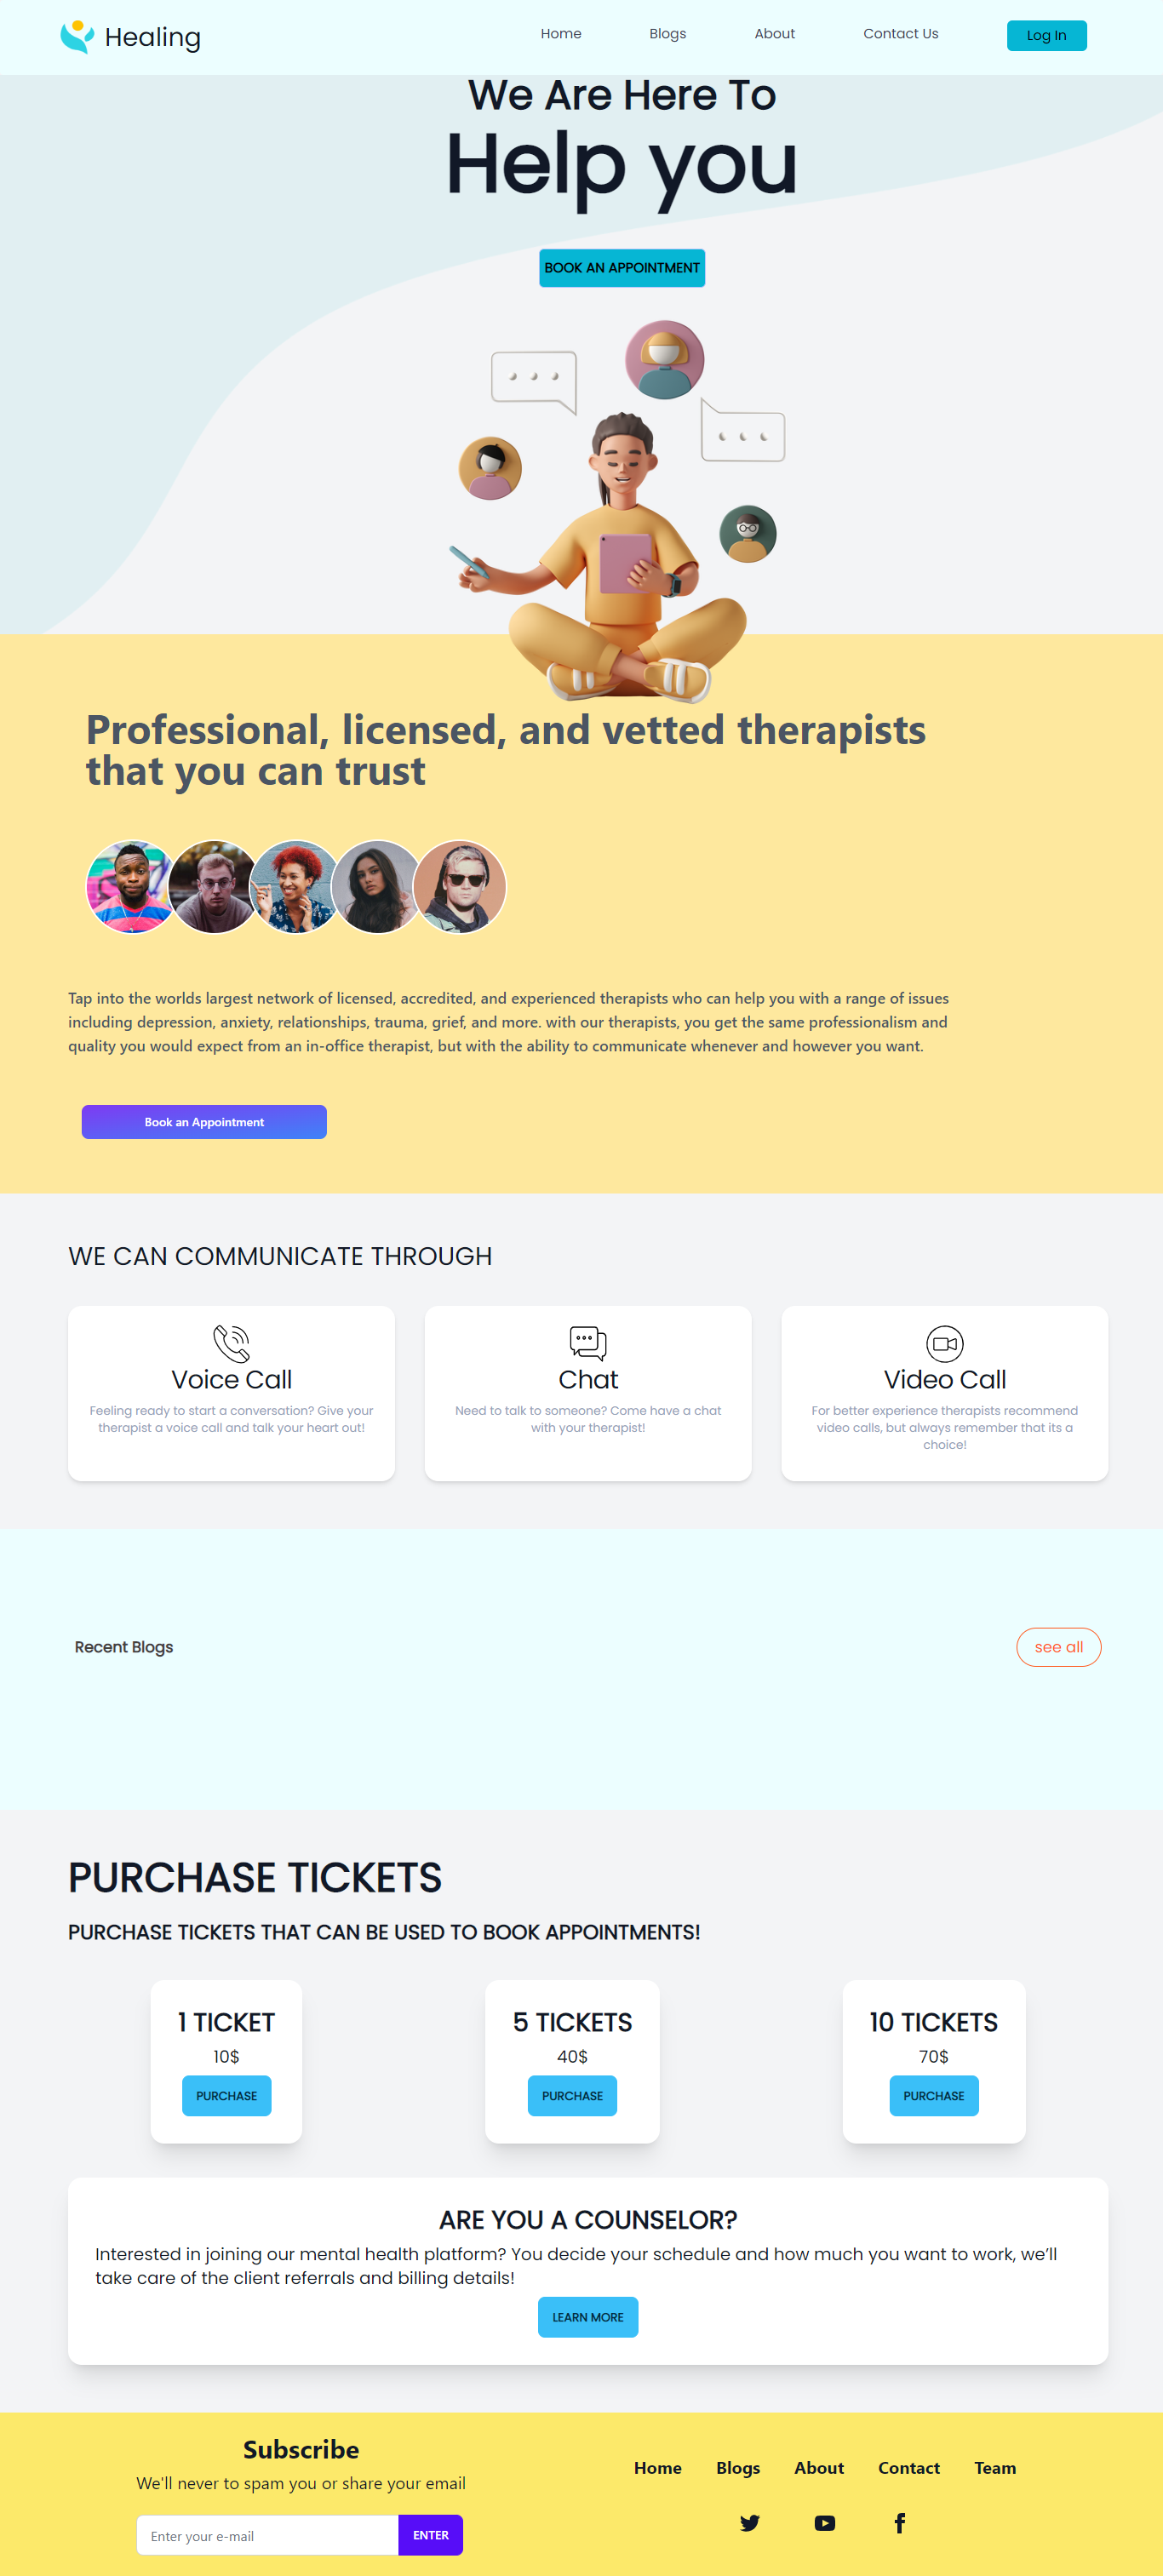 Healing
Home
Blogs
About
Contact Us
Log In
We Are Here To
Help you
BOOK AN APPOINTMENT
Professional, licensed, and vetted therapists
that you can trust
Tap into the worlds largest network of licensed, accredited, and experienced therapists who can help you with a range of issues
including depression, anxiety, relationships, trauma, grief, and more. with our therapists, you get the same professionalism and
quality you would expect from an in-office therapist, but with the ability to communicate whenever and however you want.
Book an Appointment
WE CAN COMMUNICATE THROUGH
Voice Call
Feeling ready to start a conversation? Give your
therapist a voice call and talk your heart out!
Chat
Need to talk to someone? Come have a chat
with your therapist!
Video Call
For better experience therapists recommend
video calls, but always remember that its a
choice!
Recent Blogs
see all
PURCHASE TICKETS
PURCHASE TICKETS THAT CAN BE USED TO BOOK APPOINTMENTS!
1 TICKET
10$
PURCHASE
5 TICKETS
40$
PURCHASE
10 TICKETS
70$
PURCHASE
ARE YOU A COUNSELOR?
Interested in joining our mental health platform? You decide your schedule and how much you want to work, we’ll
take care of the client referrals and billing details!
LEARN MORE
Subscribe
We'll never to spam you or share your email
Enter your e-mail
ENTER
Home
Blogs
About
Contact
Team